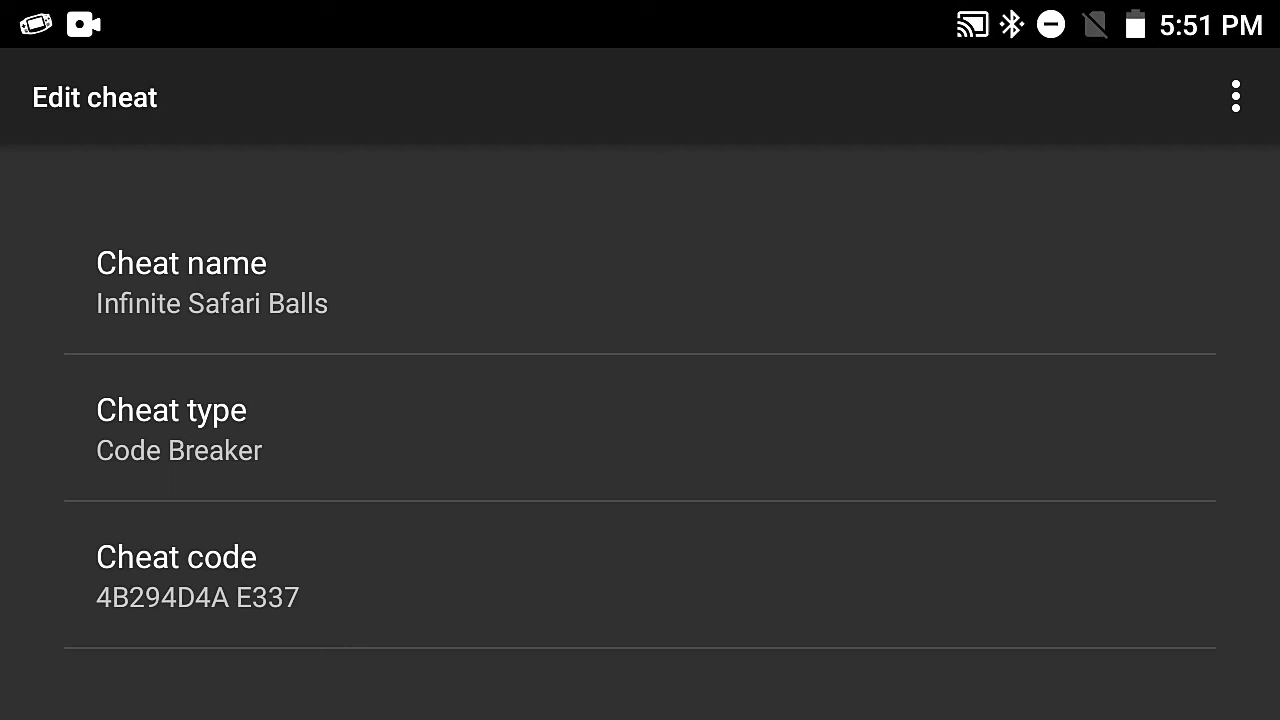 5:51 PM
Edit cheat
Cheat name
Infinite Safari Balls
Cheat type
Code Breaker
Cheat code
4B294D4A E337